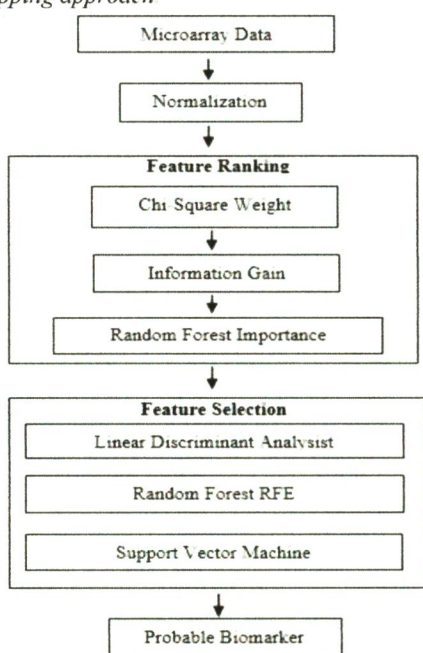 pping approach
Microarray Data
Normalization
Feature Ranking
Chi Square Weight
Information Gain
Random Forest Importance
Feature Selection
Linear Discriminant Analysist
Random Forest RFE
Support Vector Machine
Probable Biomarker